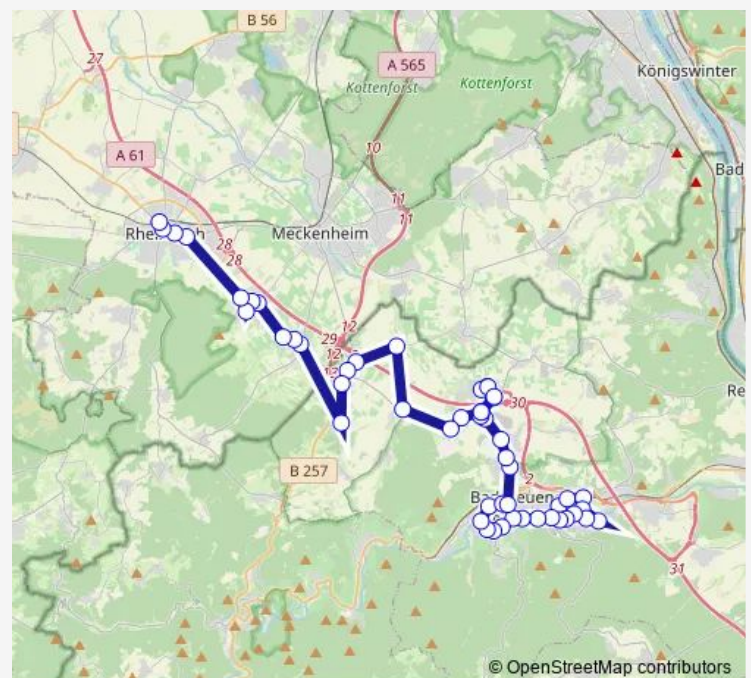 B 56
27
A 565
Kottenforst
Kottenforst
Königswinter
10
A 61
Bad
11
11
Meckenheim
28
28
12
29
12
30
B 257
2
31
© OpenStreetMap contributors